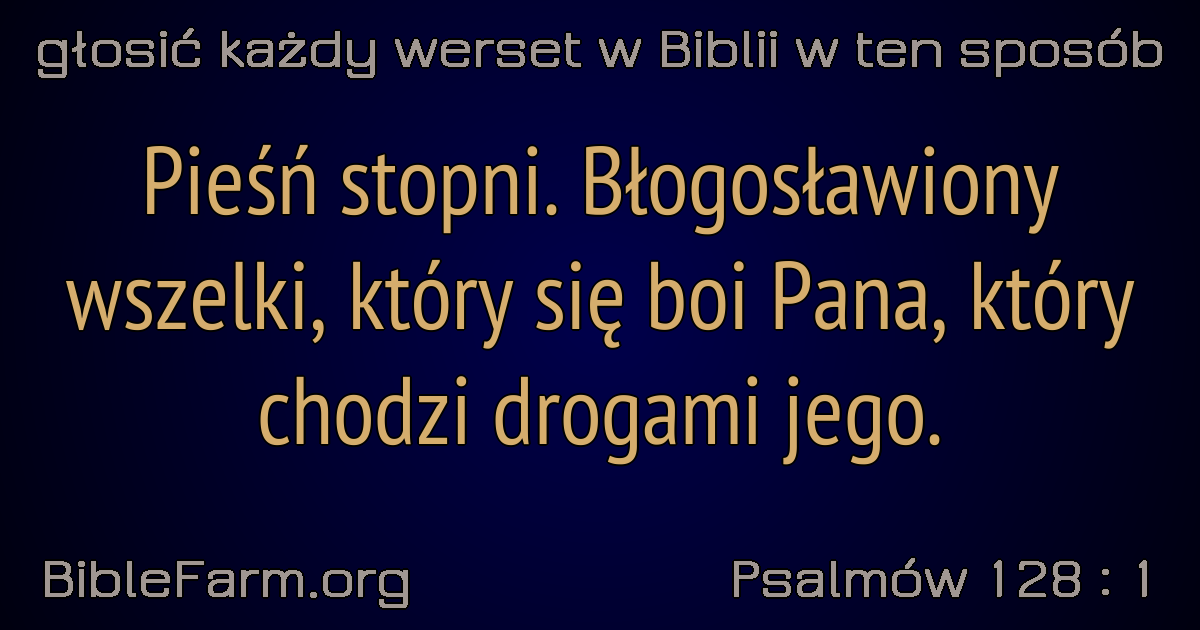 głosić każdy werset w Biblii w ten sposób
Pieśń stopni. Błogosławiony
wszelki, który się boi Pana, który
chodzi drogami jego.
BibleFarm.org
Psalmów 128 : 1